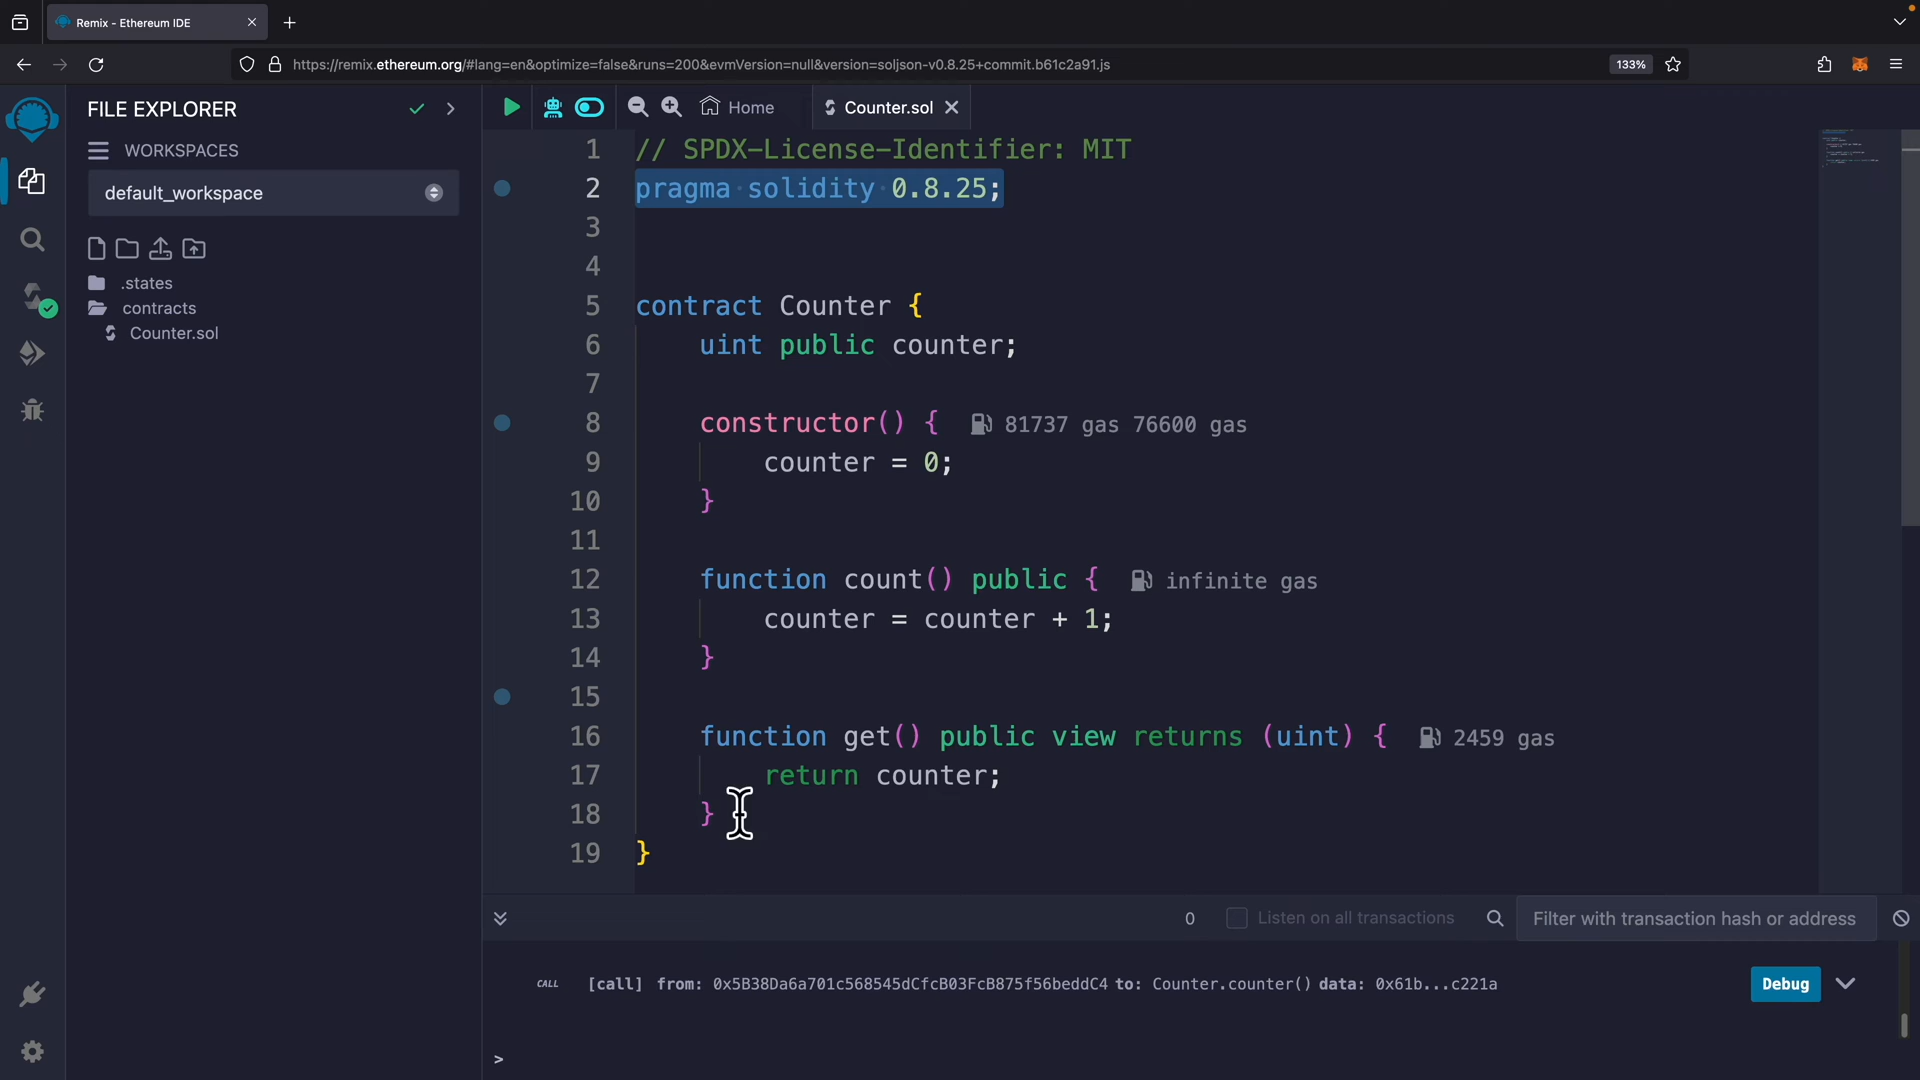 Remix - Ethereum IDE
https://remix.ethereum.org/#lang=en&optimize=false&runs=200&evmVersion=null&version=soljson-v0.8.25+commit.b61c2a91.js
133%
FILE EXPLORER
Home
Counter.sol
WORKSPACES
default_workspace
.states
contracts
Counter.sol
1 // SPDX-License-Identifier: MIT
2 pragma solidity 0.8.25;
3
4
5 contract Counter {
6 uint public counter;
7
8 constructor() { 81737 gas 76600 gas
9 counter = 0;
10 }
11
12 function count() public { infinite gas
13 counter = counter + 1;
14 }
15
16 function get() public view returns (uint) { 2459 gas
17 return counter;
18 }
19 }
0 Listen on all transactions Filter with transaction hash or address
CALL [call] from: 0x5B38Da6a701c568545dCfcB03FcB875f56beddC4 to: Counter.counter() data: 0x61b...c221a Debug
>